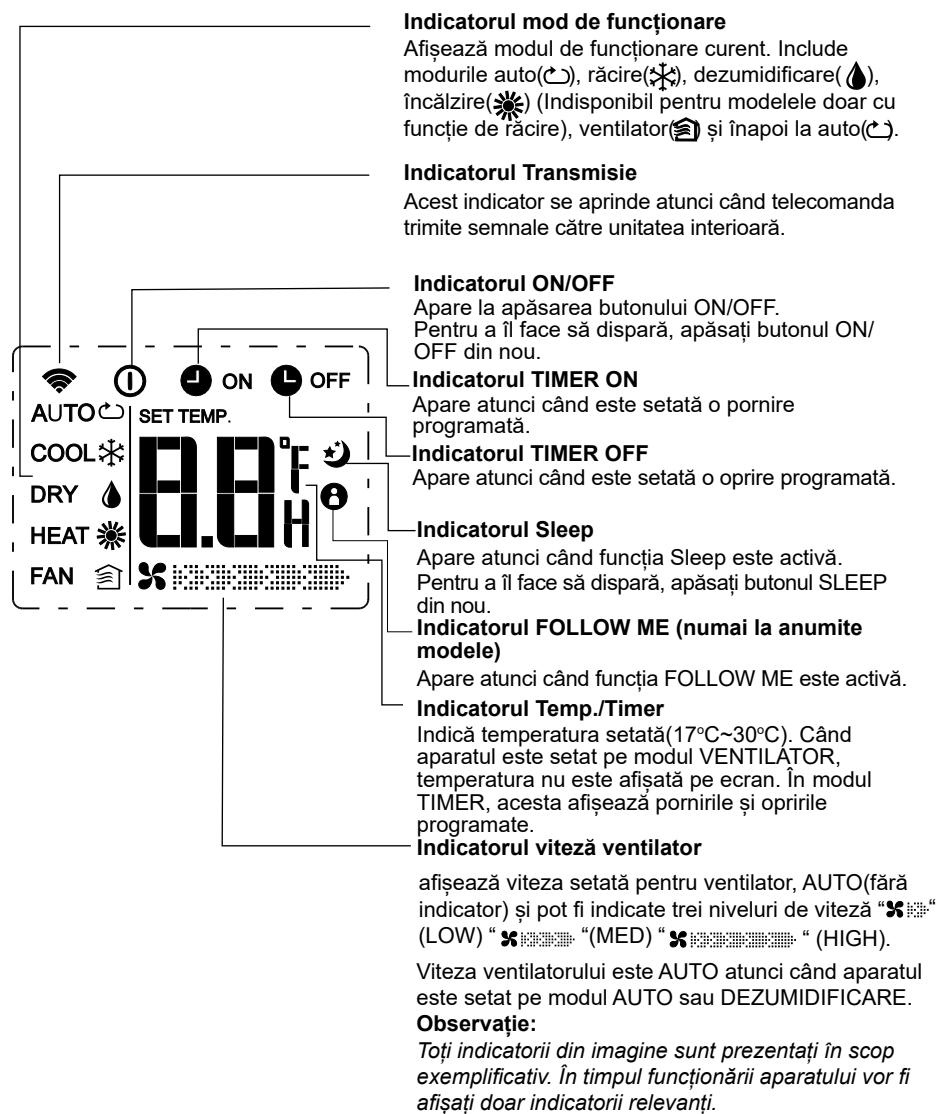 Indicatorul mod de funcționare
Afișează modul de funcționare curent. Include
modurile auto( ), răcire( ), dezumidificare( ),
încălzire( ) (Indisponibil pentru modelele doar cu
funcție de răcire), ventilator( ) și înapoi la auto( ).
Indicatorul Transmisie
Acest indicator se aprinde atunci când telecomanda
trimite semnale către unitatea interioară.
Indicatorul ON/OFF
Apare la apăsarea butonului ON/OFF.
Pentru a îl face să dispară, apăsați butonul ON/
OFF din nou.
ON OFF
AUTO SET TEMP.
COOL
DRY
HEAT
FAN
8.8°F
H
Indicatorul TIMER ON
Apare atunci când este setată o pornire
programată.
Indicatorul TIMER OFF
Apare atunci când este setată o oprire programată.
Indicatorul Sleep
Apare atunci când funcția Sleep este activă.
Pentru a îl face să dispară, apăsați butonul SLEEP
din nou.
Indicatorul FOLLOW ME (numai la anumite
modele)
Apare atunci când funcția FOLLOW ME este activă.
Indicatorul Temp./Timer
Indică temperatura setată(17°C~30°C). Când
aparatul este setat pe modul VENTILATOR,
temperatura nu este afișată pe ecran. În modul
TIMER, acesta afișează pornirile și opririle
programate.
Indicatorul viteză ventilator
afișează viteza setată pentru ventilator, AUTO(fără
indicator) și pot fi indicate trei niveluri de viteză “ “
(LOW) “ “(MED) “ “ (HIGH).
Viteza ventilatorului este AUTO atunci când aparatul
este setat pe modul AUTO sau DEZUMIDIFICARE.
Observație:
Toți indicatorii din imagine sunt prezentați în scop
exemplificativ. În timpul funcționării aparatului vor fi
afișați doar indicatorii relevanți.